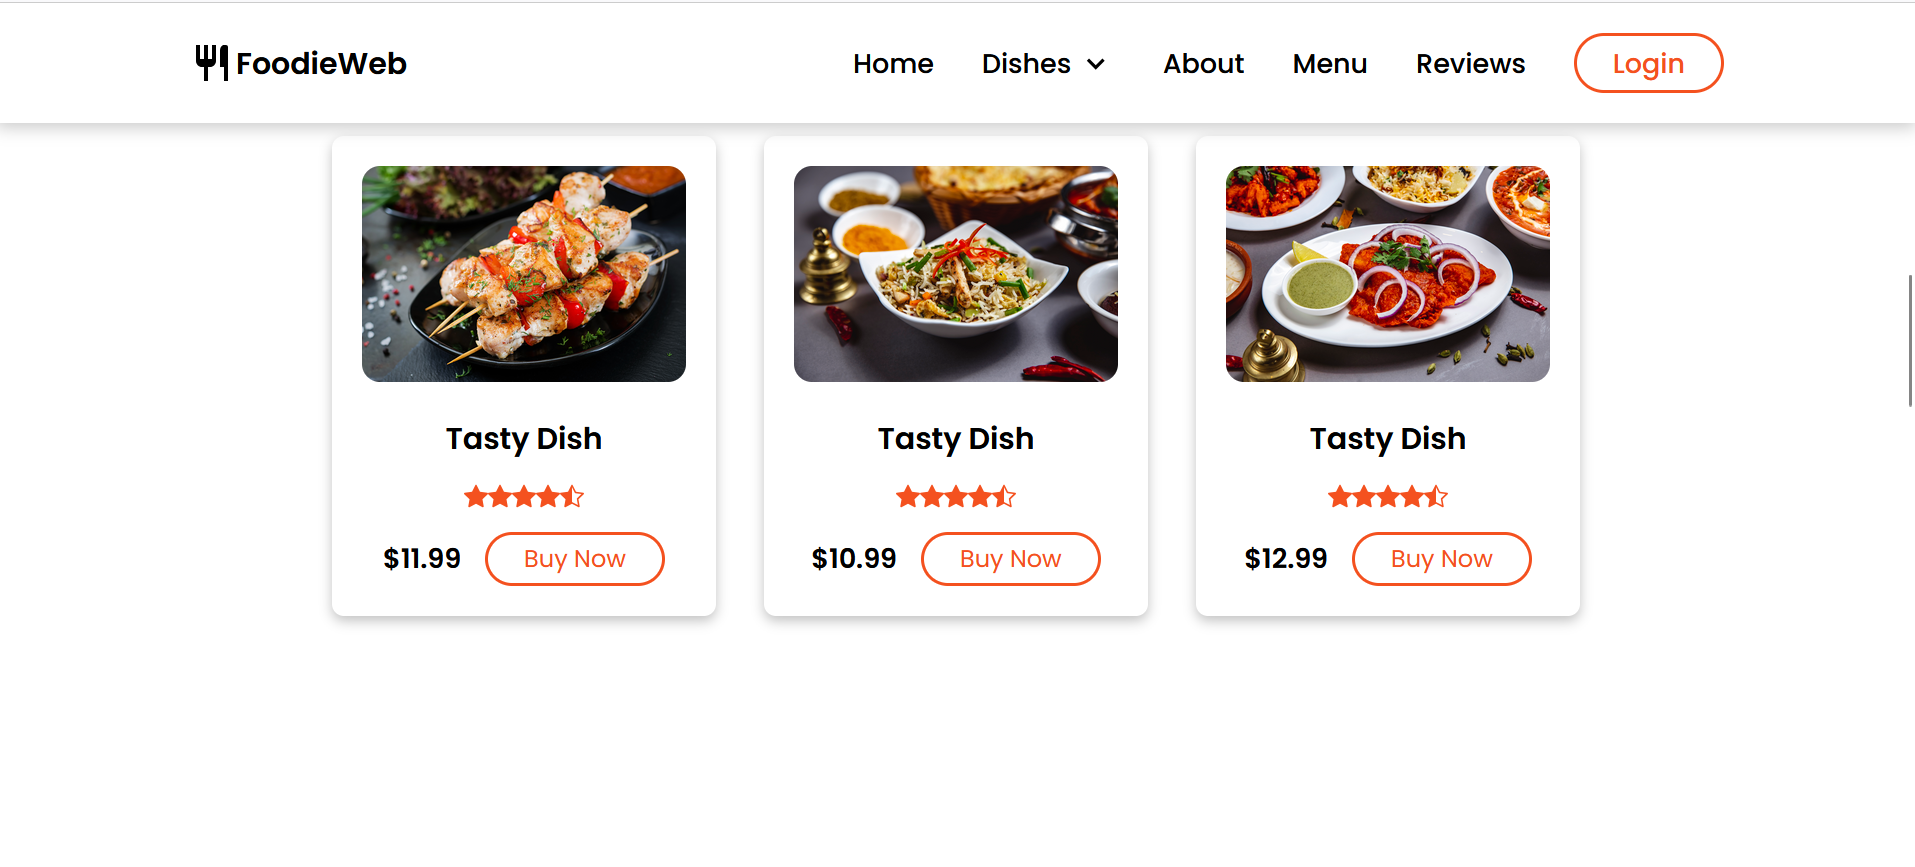 FoodieWeb
Home Dishes About Menu Reviews Login
Tasty Dish
$11.99 Buy Now
Tasty Dish
$10.99 Buy Now
Tasty Dish
$12.99 Buy Now